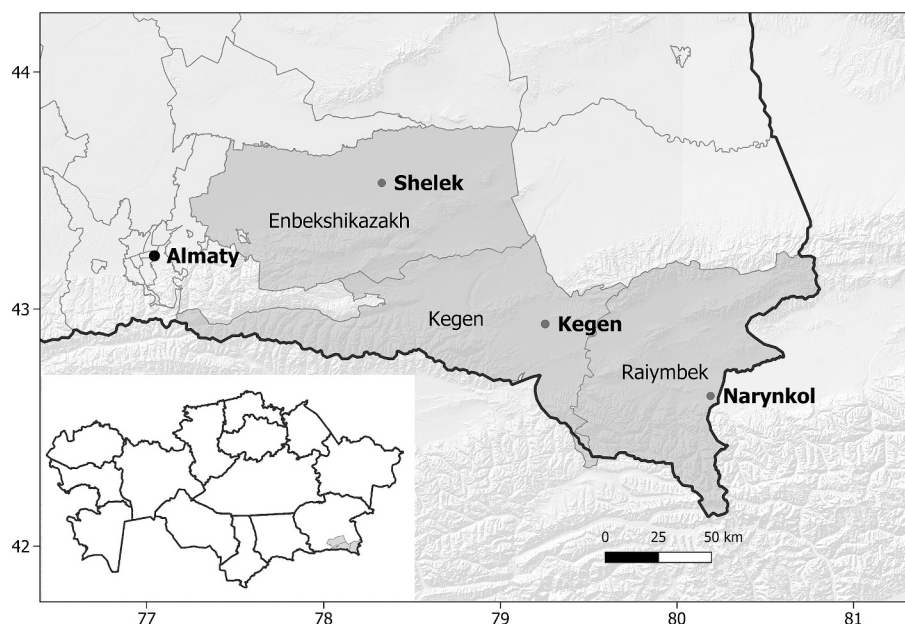 44
Shelek
Enbekshikazakh
Almaty
43
Kegen
Kegen
Raiymbek
Narynkol
42
0 25 50 km
77 78 79 80 81